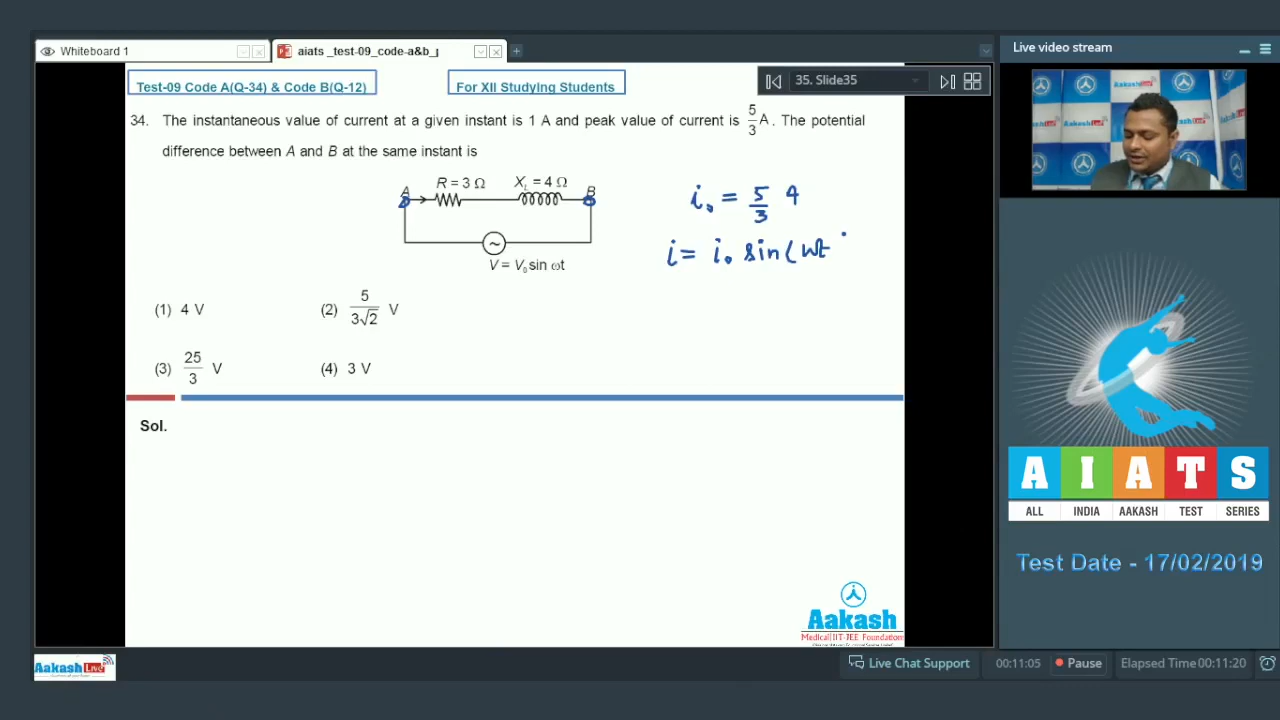 Whiteboard 1
aiats _test-09_code-a&b_p
Live video stream
Test-09 Code A(Q-34) & Code B(Q-12)
For XII Studying Students
35. Slide35
34. The instantaneous value of current at a given instant is 1 A and peak value of current is 5/3 A. The potential
difference between A and B at the same instant is
R = 3 Ω
X_L = 4 Ω
A
B
V = V₀ sin ωt
i₀ = 5/3 A
i = i₀ sin(ωt
(1) 4 V
(2) 5/(3√2) V
(3) 25/3 V
(4) 3 V
Sol.
Aakash
Medical|IIT-JEE|Foundations
AakashLive
A I A T S
ALL INDIA AAKASH TEST SERIES
Test Date - 17/02/2019
Aakash Live
Live Chat Support
00:11:05
Pause
Elapsed Time 00:11:20